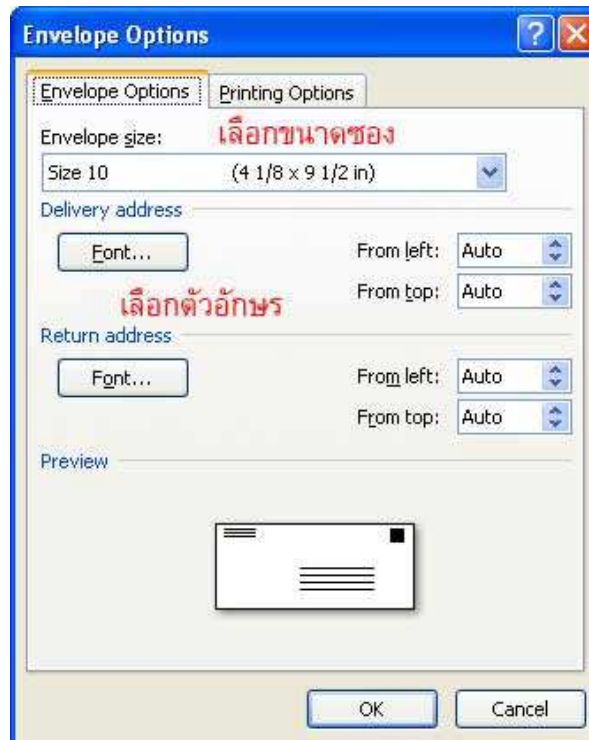 Envelope Options
Envelope Options Printing Options
Envelope size: เลือกขนาดซอง
Size 10 (4 1/8 x 9 1/2 in)
Delivery address
Font... From left: Auto
From top: Auto
เลือกตัวอักษร
Return address
Font... From left: Auto
From top: Auto
Preview
OK Cancel